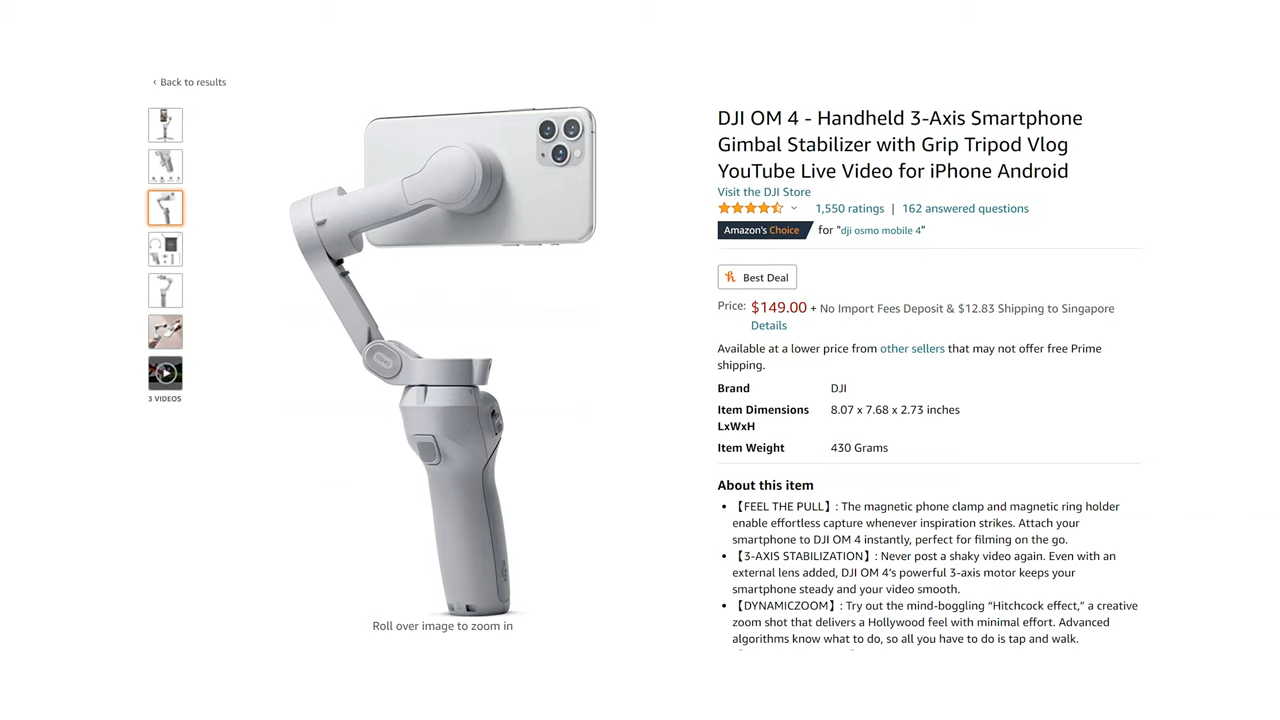 ‹ Back to results
3 VIDEOS
Roll over image to zoom in
DJI OM 4 - Handheld 3-Axis Smartphone
Gimbal Stabilizer with Grip Tripod Vlog
YouTube Live Video for iPhone Android
Visit the DJI Store
1,550 ratings | 162 answered questions
Amazon's Choice for "dji osmo mobile 4"
Best Deal
Price: $149.00 + No Import Fees Deposit & $12.83 Shipping to Singapore
Details
Available at a lower price from other sellers that may not offer free Prime
shipping.
Brand DJI
Item Dimensions 8.07 x 7.68 x 2.73 inches
LxWxH
Item Weight 430 Grams
About this item
• 【FEEL THE PULL】: The magnetic phone clamp and magnetic ring holder
enable effortless capture whenever inspiration strikes. Attach your
smartphone to DJI OM 4 instantly, perfect for filming on the go.
• 【3-AXIS STABILIZATION】: Never post a shaky video again. Even with an
external lens added, DJI OM 4’s powerful 3-axis motor keeps your
smartphone steady and your video smooth.
• 【DYNAMICZOOM】: Try out the mind-boggling “Hitchcock effect,” a creative
zoom shot that delivers a Hollywood feel with minimal effort. Advanced
algorithms know what to do, so all you have to do is tap and walk.